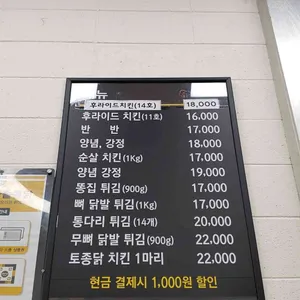 뉴
후라이드치킨(14호) 18,000
후라이드 치킨(11호) 16.000
반 반 17.000
양념, 강정 18.000
순살 치킨(1Kg) 17.000
양념 강정 19.000
똥집 튀김(900g) 17.000
뼈 닭발 튀김(1Kg) 17.000
통다리 튀김(14개) 20.000
무뼈 닭발 튀김(900g) 22.000
토종닭 치킨 1마리 22,000
현금 결제시 1,000원 할인